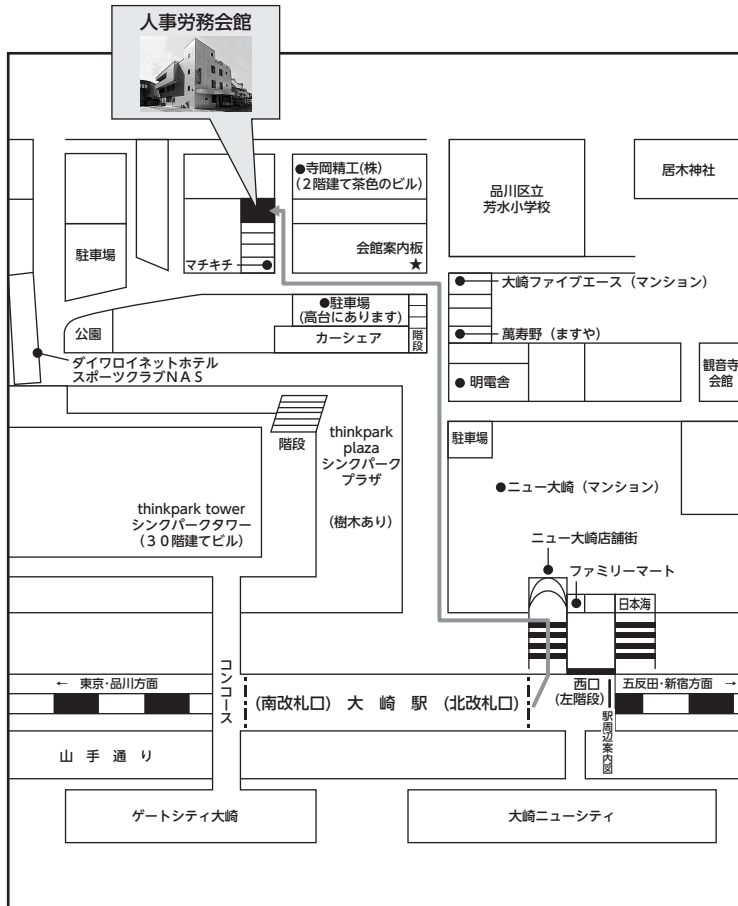 人事労務会館
●寺岡精工(株)
(２階建て茶色のビル)
品川区立
芳水小学校
居木神社
駐車場
会館案内板
★
マチキチ ●
● 大崎ファイブエース（マンション）
●駐車場
(高台にあります)
公園
カーシェア
階段
● 萬寿野（ますや）
ダイワロイネットホテル
スポーツクラブＮＡＳ
● 明電舎
観音寺
会館
階段
thinkpark
plaza
シンクパーク
プラザ
(樹木あり)
駐車場
●ニュー大崎（マンション）
thinkpark tower
シンクパークタワー
(３０階建てビル)
ニュー大崎店舗街
ファミリーマート
日本海
← 東京・品川方面
コンコース
(南改札口) 大 崎 駅 (北改札口)
西口
(左階段)
五反田・新宿方面 →
駅周辺案内図
山 手 通 り
ゲートシティ大崎
大崎ニューシティ